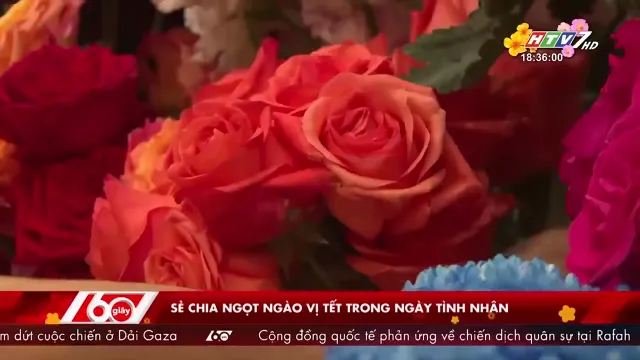 HTV7 HD
18:36:00
60 giây
SẺ CHIA NGỌT NGÀO VỊ TẾT TRONG NGÀY TÌNH NHÂN
m dứt cuộc chiến ở Dải Gaza 60 Cộng đồng quốc tế phản ứng về chiến dịch quân sự tại Rafah